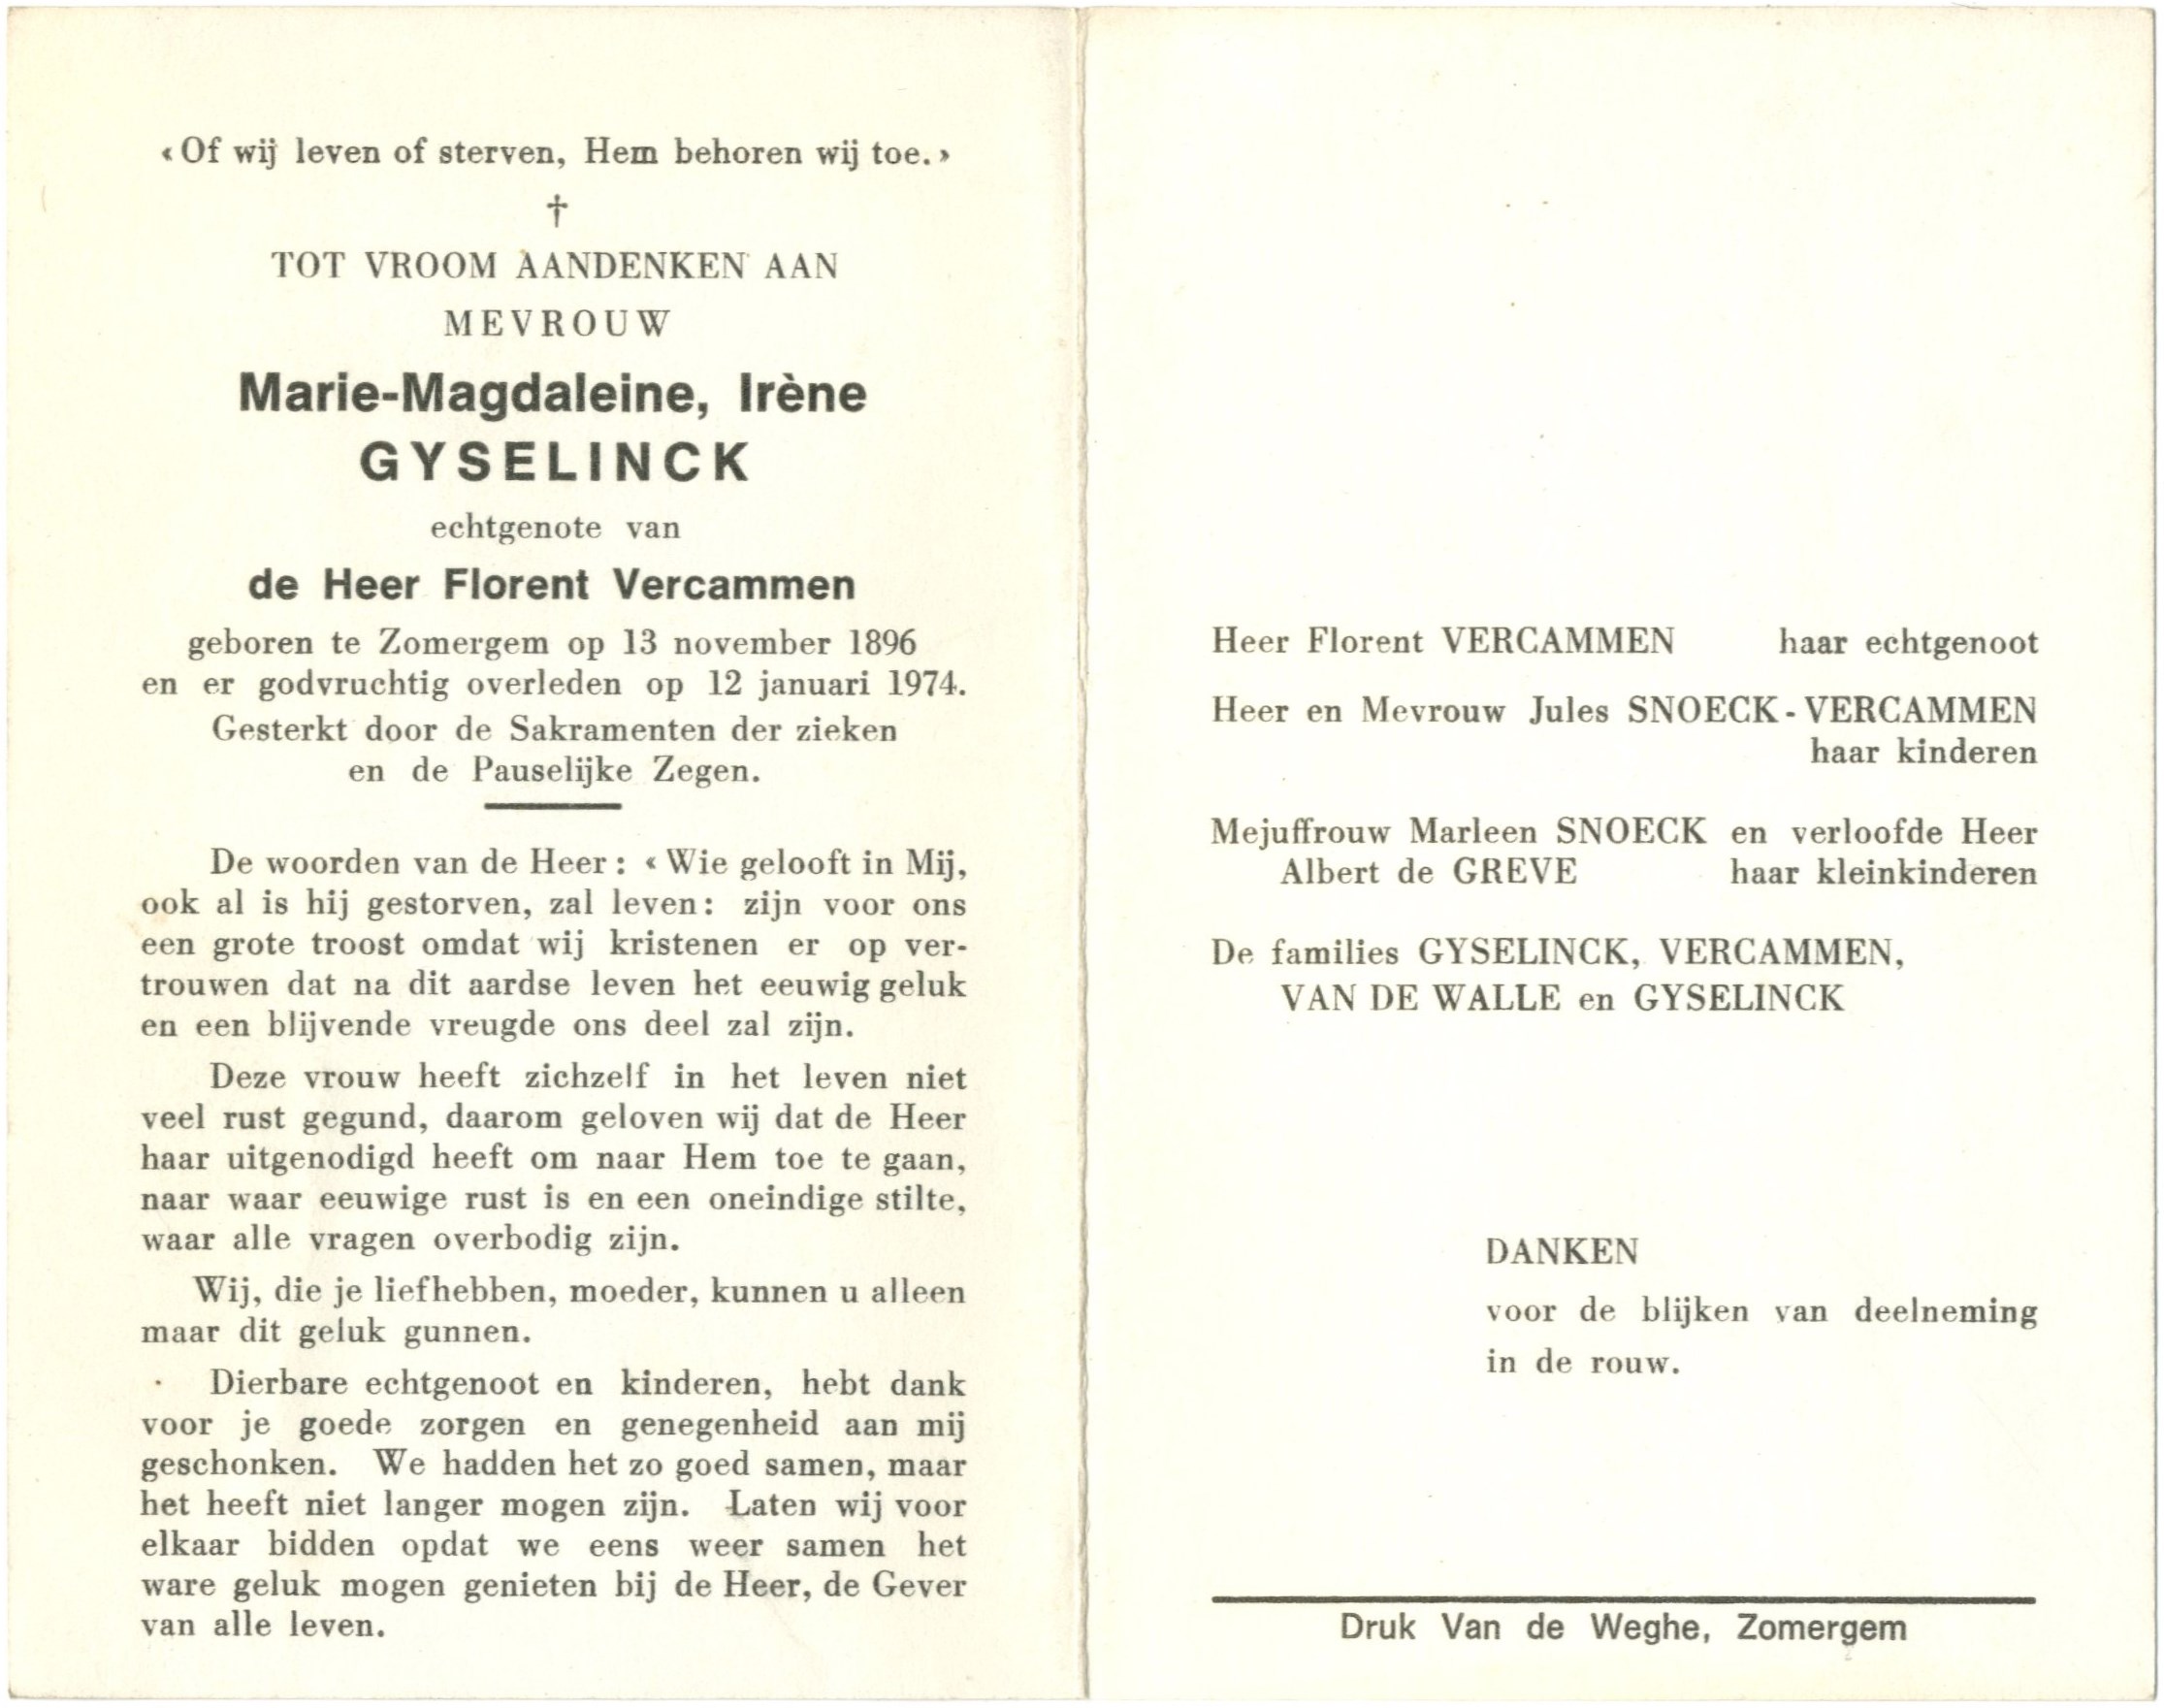 « Of wij leven of sterven, Hem behoren wij toe. »
†
TOT VROOM AANDENKEN AAN
MEVROUW
Marie-Magdaleine, Irène
GYSELINCK
echtgenote van
de Heer Florent Vercammen
geboren te Zomergem op 13 november 1896
en er godvruchtig overleden op 12 januari 1974.
Gesterkt door de Sakramenten der zieken
en de Pauselijke Zegen.
De woorden van de Heer : « Wie gelooft in Mij,
ook al is hij gestorven, zal leven: zijn voor ons
een grote troost omdat wij kristenen er op ver-
trouwen dat na dit aardse leven het eeuwig geluk
en een blijvende vreugde ons deel zal zijn.
Deze vrouw heeft zichzelf in het leven niet
veel rust gegund, daarom geloven wij dat de Heer
haar uitgenodigd heeft om naar Hem toe te gaan,
naar waar eeuwige rust is en een oneindige stilte,
waar alle vragen overbodig zijn.
Wij, die je liefhebben, moeder, kunnen u alleen
maar dit geluk gunnen.
Dierbare echtgenoot en kinderen, hebt dank
voor je goede zorgen en genegenheid aan mij
geschonken. We hadden het zo goed samen, maar
het heeft niet langer mogen zijn. Laten wij voor
elkaar bidden opdat we eens weer samen het
ware geluk mogen genieten bij de Heer, de Gever
van alle leven.
Heer Florent VERCAMMEN haar echtgenoot
Heer en Mevrouw Jules SNOECK - VERCAMMEN
haar kinderen
Mejuffrouw Marleen SNOECK en verloofde Heer
Albert de GREVE haar kleinkinderen
De families GYSELINCK, VERCAMMEN,
VAN DE WALLE en GYSELINCK
DANKEN
voor de blijken van deelneming
in de rouw.
Druk Van de Weghe, Zomergem